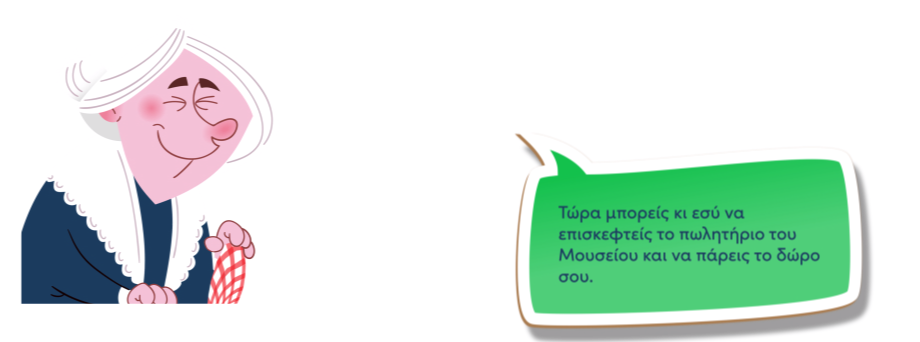 Τώρα μπορείς κι εσύ να
επισκεφτείς το πωλητήριο του
Μουσείου και να πάρεις το δώρο
σου.